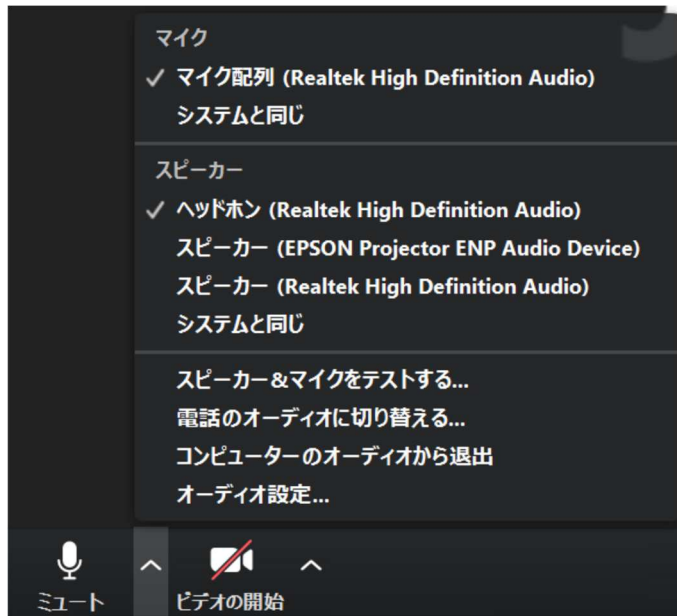 マイク
マイク配列 (Realtek High Definition Audio)
システムと同じ
スピーカー
ヘッドホン (Realtek High Definition Audio)
スピーカー (EPSON Projector ENP Audio Device)
スピーカー (Realtek High Definition Audio)
システムと同じ
スピーカー&マイクをテストする...
電話のオーディオに切り替える...
コンピューターのオーディオから退出
オーディオ設定...
ミュート
ビデオの開始